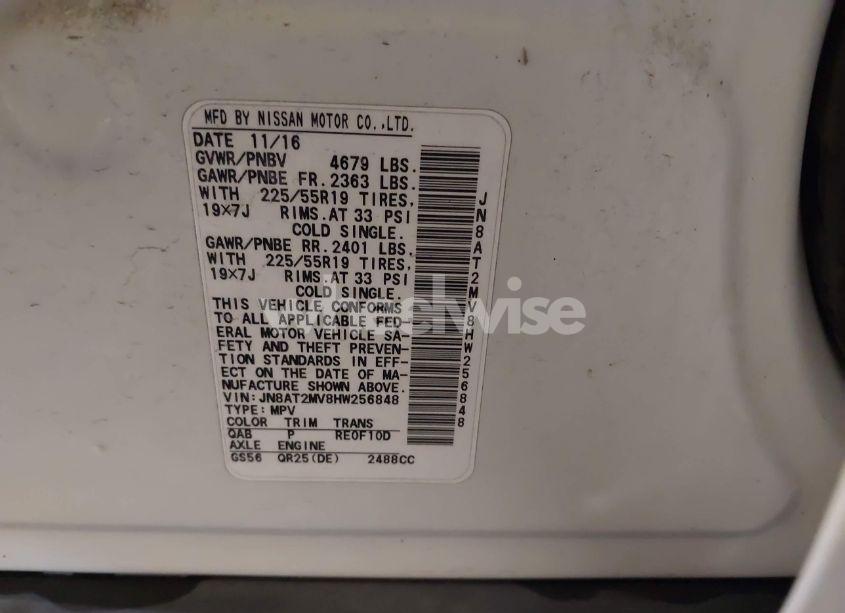 MFD BY NISSAN MOTOR CO.,LTD.
DATE 11/16
GVWR/PNBV 4679 LBS.
GAWR/PNBE FR. 2363 LBS.
WITH 225/55R19 TIRES,
19×7J RIMS. AT 33 PSI
COLD SINGLE.
GAWR/PNBE RR. 2401 LBS.
WITH 225/55R19 TIRES,
19×7J RIMS. AT 33 PSI
COLD SINGLE.
THIS VEHICLE CONFORMS
TO ALL APPLICABLE FED-
ERAL MOTOR VEHICLE SA-
FETY AND THEFT PREVEN-
TION STANDARDS IN EFF-
ECT ON THE DATE OF MA-
NUFACTURE SHOWN ABOVE.
VIN: JN8AT2MV8HW256848
TYPE: MPV
COLOR TRIM TRANS
QAB P RE0F10D
AXLE ENGINE
GS56 QR25(DE) 2488CC
JN8AT2MV8HW256848
wheelwise